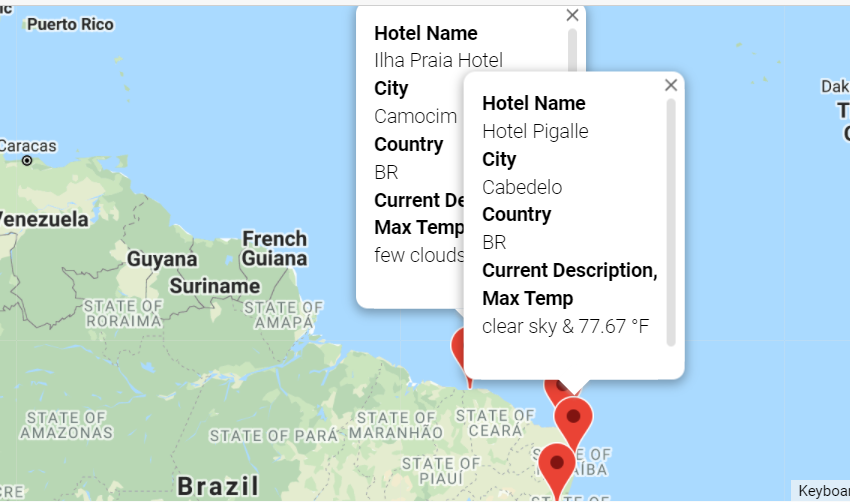 Puerto Rico
Caracas
Venezuela
Guyana
Suriname
French
Guiana
STATE OF
RORAIMA
STATE OF
AMAPÁ
STATE OF
AMAZONAS
STATE OF PARÁ
STATE OF
MARANHÃO
STATE OF
CEARÁ
STATE OF
PIAUÍ
STATE OF
Brazil
Hotel Name
Ilha Praia Hotel
City
Camocim
Country
BR
Current De
Max Temp
few clouds
Hotel Name
Hotel Pigalle
City
Cabedelo
Country
BR
Current Description,
Max Temp
clear sky & 77.67 °F
Dak
Keyboar